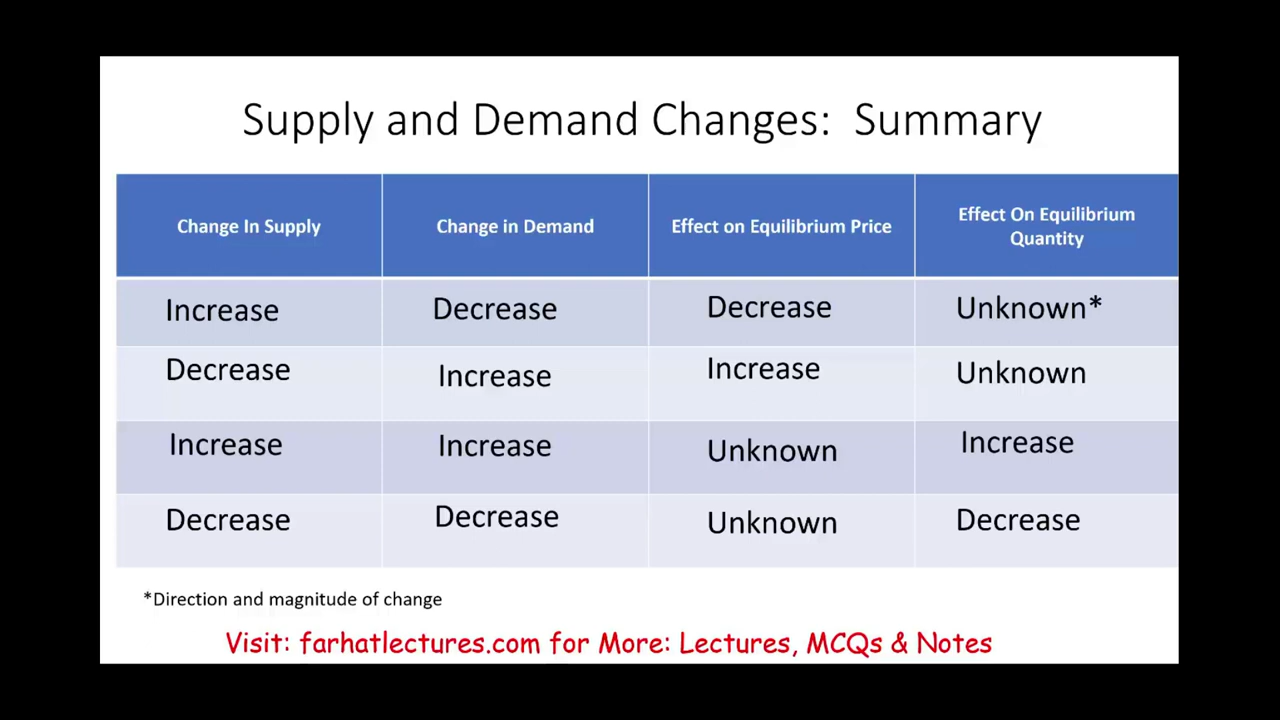 Supply and Demand Changes: Summary
Change In Supply
Change in Demand
Effect on Equilibrium Price
Effect On Equilibrium
Quantity
Increase
Decrease
Decrease
Unknown*
Decrease
Increase
Increase
Unknown
Increase
Increase
Unknown
Increase
Decrease
Decrease
Unknown
Decrease
*Direction and magnitude of change
Visit: farhatlectures.com for More: Lectures, MCQs & Notes